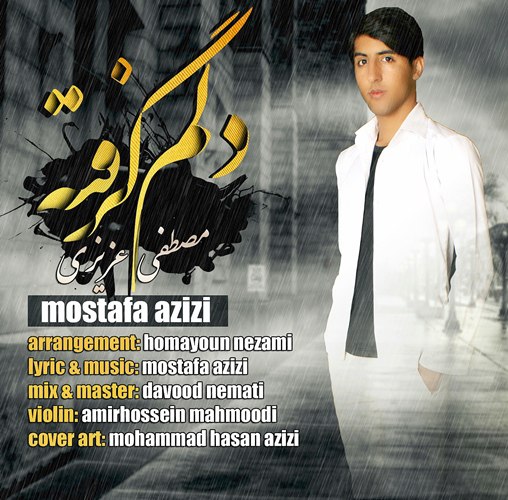 دلم گرفته
مصطفی عزیزی
mostafa azizi
arrangement: homayoun nezami
lyric & music: mostafa azizi
mix & master: davood nemati
violin: amirhossein mahmoodi
cover art: mohammad hasan azizi